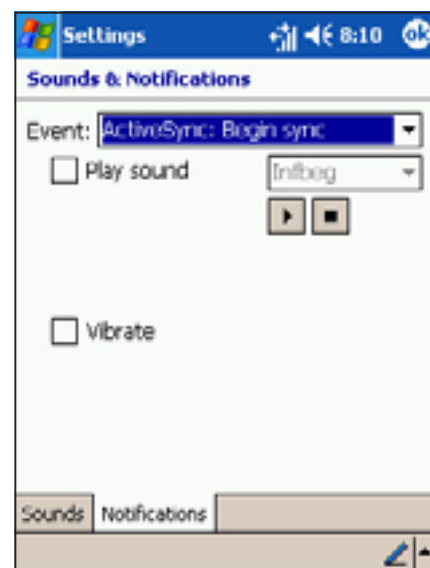 Settings 8:10 ok
Sounds & Notifications
Event: ActiveSync: Begin sync
Play sound Infbeg
Vibrate
Sounds Notifications